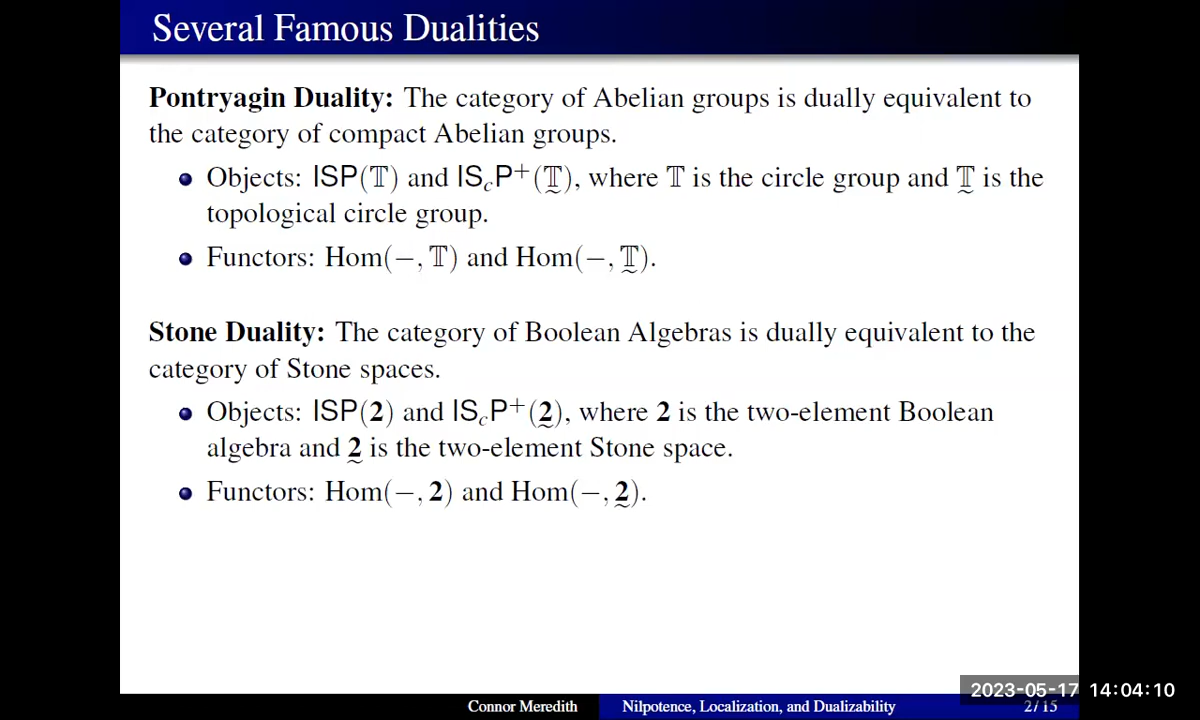 Several Famous Dualities
Pontryagin Duality: The category of Abelian groups is dually equivalent to
the category of compact Abelian groups.
• Objects: ISP(𝕋) and IS_cP⁺(𝕋̰), where 𝕋 is the circle group and 𝕋̰ is the
topological circle group.
• Functors: Hom(−, 𝕋) and Hom(−, 𝕋̰).
Stone Duality: The category of Boolean Algebras is dually equivalent to the
category of Stone spaces.
• Objects: ISP(2) and IS_cP⁺(2̰), where 2 is the two-element Boolean
algebra and 2̰ is the two-element Stone space.
• Functors: Hom(−, 2) and Hom(−, 2̰).
2023-05-17 14:04:10
Connor Meredith Nilpotence, Localization, and Dualizability 2/15